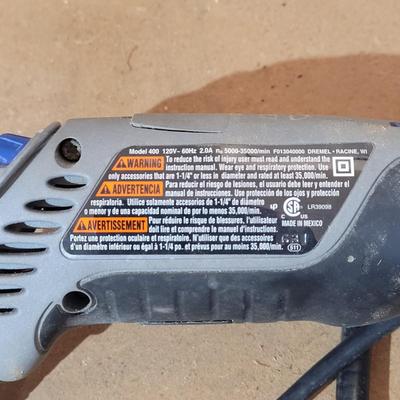 Model 400 120V~ 60Hz 2.0A n₀ 5000-35000/min F013040000 DREMEL • RACINE, WI
WARNING To reduce the risk of injury user must read and understand the
instruction manual. Wear eye and respiratory protection. Use
only accessories that are 1-1/4" or less in diameter and rated at least 35,000/min.
ADVERTENCIA Para reducir el riesgo de lesiones, el usuario debe leer y entender el
manual de instrucciones. Use protección de los ojos y protección
respiratoria. Utilice solamente accesorios de 1-1/4" de diámetro
o menor y de una capacidad nominal de por lo menos 35,000/min.
AVERTISSEMENT Pour réduire le risque de blessures, l'utilisateur
doit lire et comprendre le manuel d'instructions.
Portez une protection oculaire et respiratoire. N'utilisez que des accessoires
d'un diamètre inférieur ou égal à 1-1/4 po. et prévus pour au moins 35,000/min.
SA
US
LR39098
MADE IN MEXICO
511